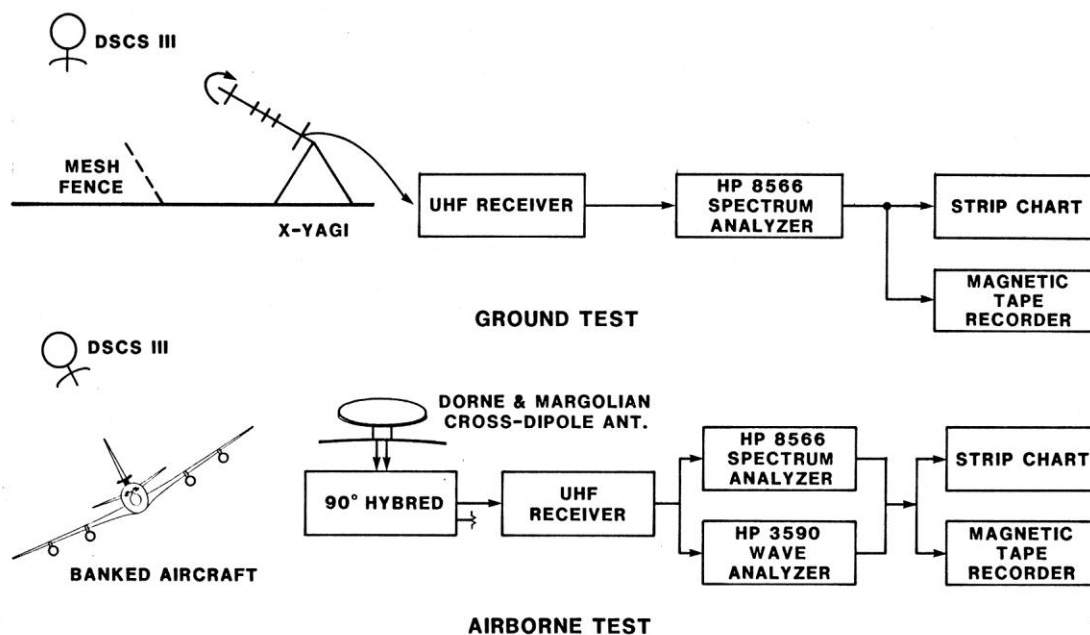 DSCS III
MESH
FENCE
X-YAGI
UHF RECEIVER
HP 8566
SPECTRUM
ANALYZER
STRIP CHART
MAGNETIC
TAPE
RECORDER
GROUND TEST
DSCS III
BANKED AIRCRAFT
DORNE & MARGOLIAN
CROSS-DIPOLE ANT.
90° HYBRED
UHF
RECEIVER
HP 8566
SPECTRUM
ANALYZER
HP 3590
WAVE
ANALYZER
STRIP CHART
MAGNETIC
TAPE
RECORDER
AIRBORNE TEST